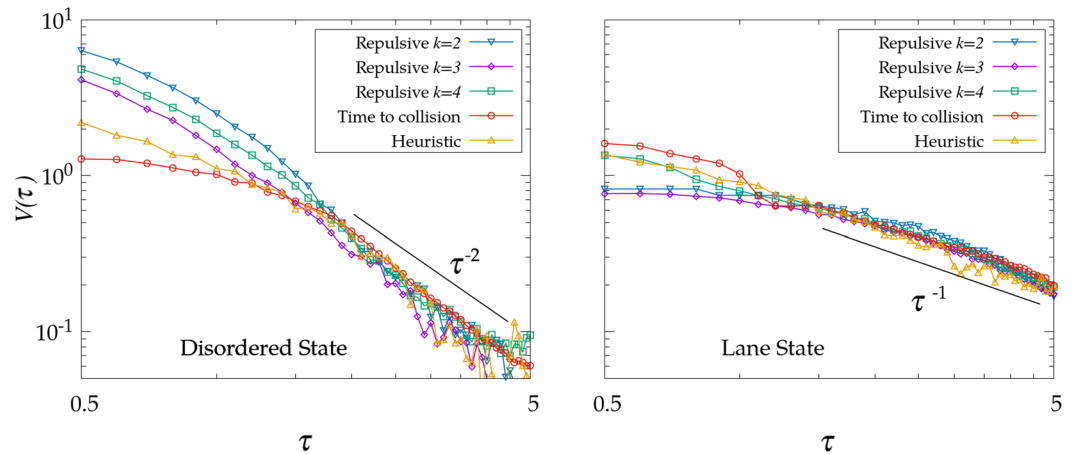 10^1
10^0
10^-1
V(τ)
Repulsive k=2
Repulsive k=3
Repulsive k=4
Time to collision
Heuristic
τ^-2
Disordered State
0.5
5
τ
Repulsive k=2
Repulsive k=3
Repulsive k=4
Time to collision
Heuristic
τ^-1
Lane State
0.5
5
τ